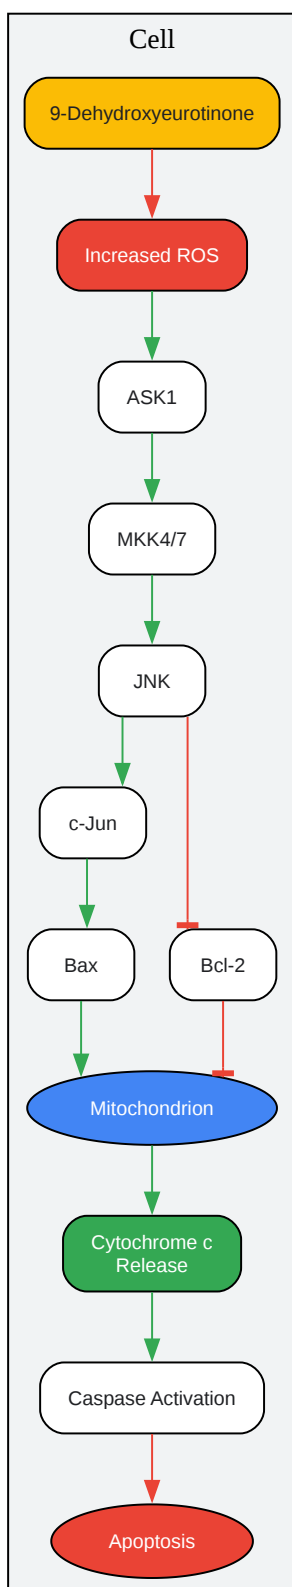 Cell
9-Dehydroxyeurotinone
Increased ROS
ASK1
MKK4/7
JNK
c-Jun
Bax
Bcl-2
Mitochondrion
Cytochrome c
Release
Caspase Activation
Apoptosis